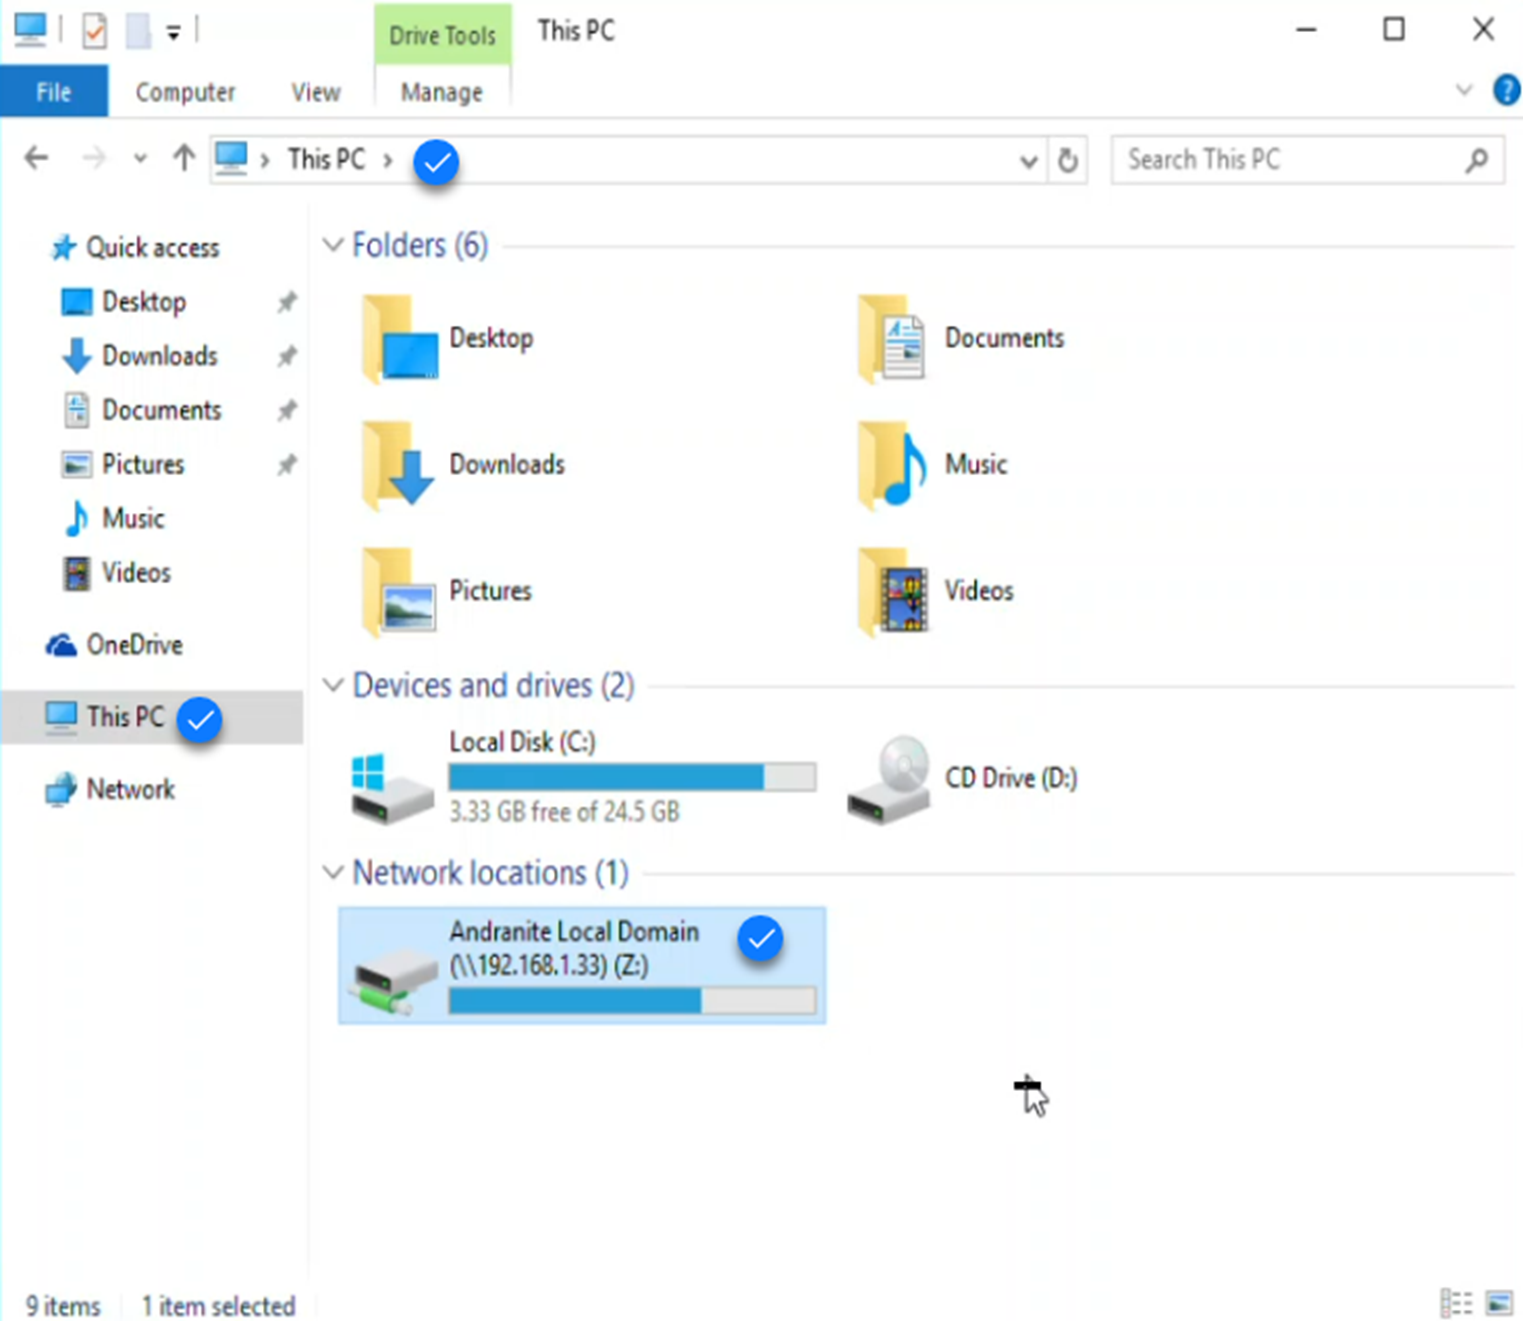 Drive Tools
This PC
File
Computer
View
Manage
?
This PC
Search This PC
Quick access
Desktop
Downloads
Documents
Pictures
Music
Videos
OneDrive
This PC
Network
Folders (6)
Desktop
Documents
Downloads
Music
Pictures
Videos
Devices and drives (2)
Local Disk (C:)
3.33 GB free of 24.5 GB
CD Drive (D:)
Network locations (1)
Andranite Local Domain
(\\192.168.1.33) (Z:)
9 items
1 item selected